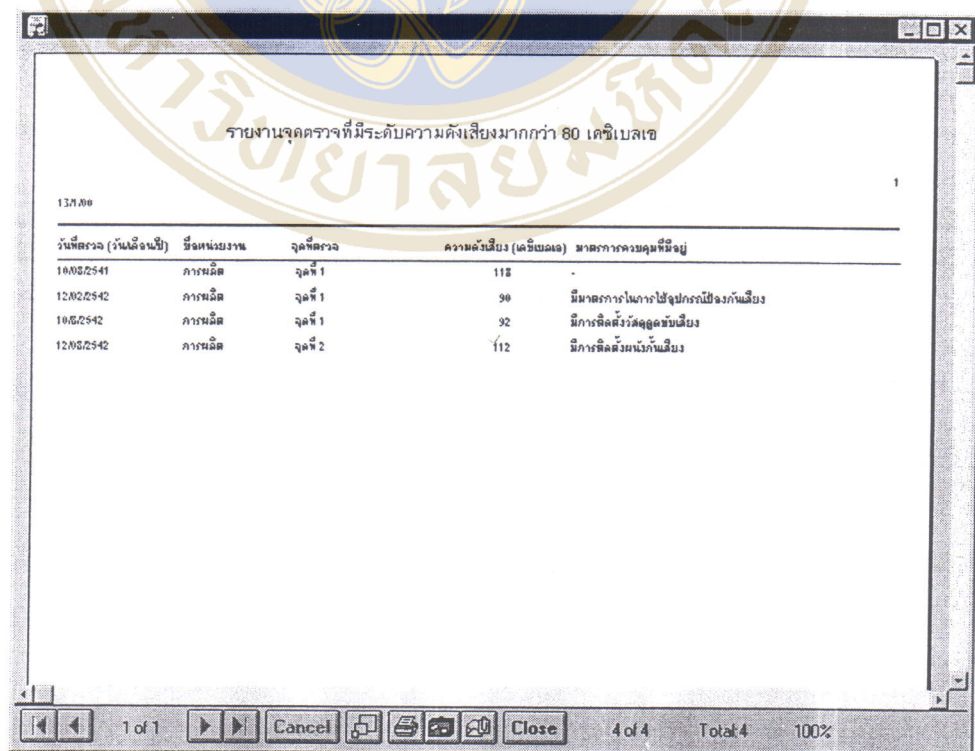 รายงานจุดตรวจที่มีระดับความดังเสียงมากกว่า 80 เดซิเบลเอ
1
13/1/00
วันที่ตรวจ (วัน/เดือน/ปี) ชื่อหน่วยงาน จุดที่ตรวจ ความดังเสียง (เดซิเบลเอ) มาตรการควบคุมที่มีอยู่
10/08/2541 การผลิต จุดที่ 1 118 -
12/02/2542 การผลิต จุดที่ 1 90 มีมาตรการในการใช้อุปกรณ์ป้องกันเสียง
10/8/2542 การผลิต จุดที่ 1 92 มีการติดตั้งวัสดุดูดซับเสียง
12/08/2542 การผลิต จุดที่ 2 112 มีการติดตั้งผนังกั้นเสียง
1 of 1 Cancel Close 4 of 4 Total:4 100%